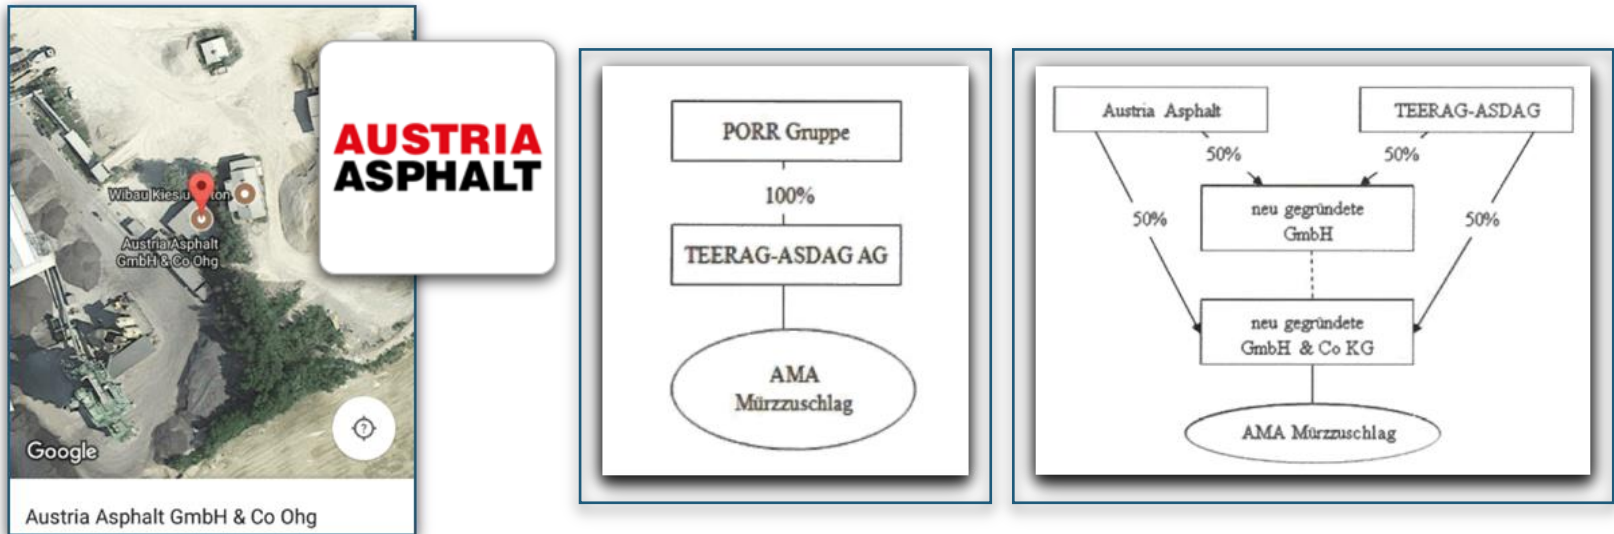 Wibau Kies u
ton
Austria Asphalt
GmbH & Co Ohg
Google
Austria Asphalt GmbH & Co Ohg
AUSTRIA
ASPHALT
PORR Gruppe
100%
TEERAG-ASDAG AG
AMA
Mürzzuschlag
Austria Asphalt
TEERAG-ASDAG
50%
50%
neu gegründete
GmbH
50%
50%
neu gegründete
GmbH & Co KG
AMA Mürzzuschlag